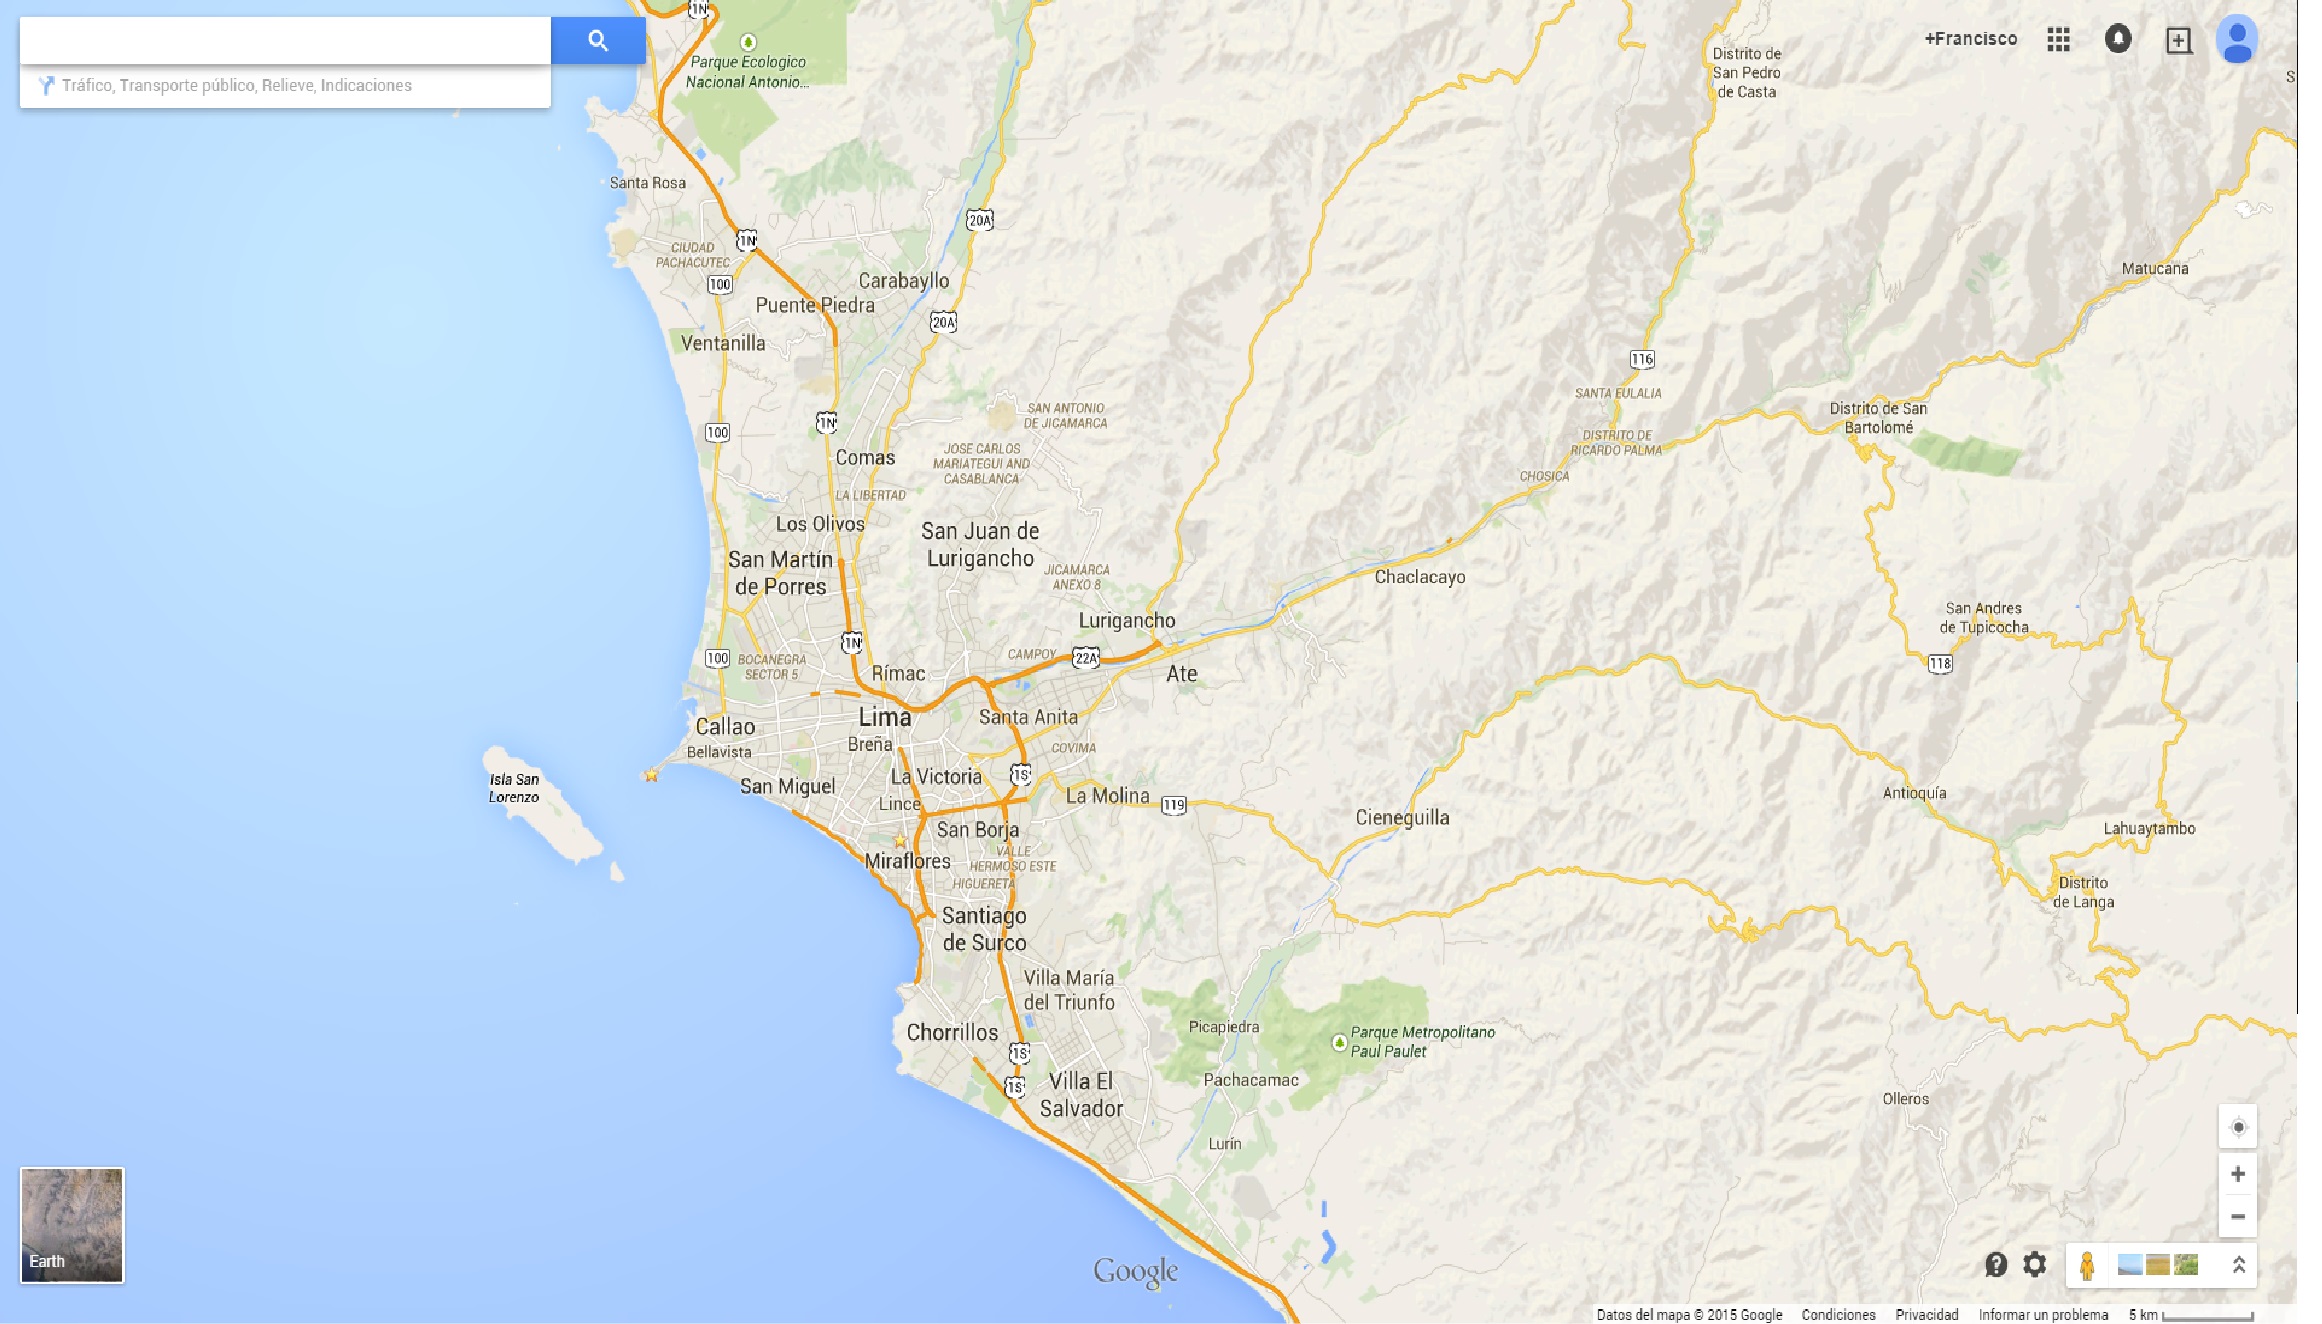 1N
+Francisco
Tráfico, Transporte público, Relieve, Indicaciones
Parque Ecologico
Nacional Antonio...
Distrito de
San Pedro
de Casta
S
Santa Rosa
20A
1N
CIUDAD
PACHACUTEC
100
Carabayllo
Puente Piedra
20A
Ventanilla
Matucana
116
SANTA EULALIA
SAN ANTONIO
DE JICAMARCA
Distrito de San
Bartolomé
1N
100
DISTRITO DE
RICARDO PALMA
Comas
JOSE CARLOS
MARIATEGUI AND
CASABLANCA
CHOSICA
LA LIBERTAD
Los Olivos
San Juan de
Lurigancho
San Martín
de Porres
JICAMARCA
ANEXO 8
Chaclacayo
Lurigancho
San Andres
de Tupicocha
1N
100
BOCANEGRA
SECTOR 5
CAMPOY
22A
118
Rímac
Ate
Lima
Santa Anita
Callao
Breña
Bellavista
COVIMA
Isla San
Lorenzo
San Miguel
La Victoria
1S
La Molina
119
Lince
Antioquía
Cieneguilla
San Borja
Lahuaytambo
Miraflores
VALLE
HERMOSO ESTE
HIGUERETA
Distrito
de Langa
Santiago
de Surco
Villa María
del Triunfo
Chorrillos
Picapiedra
Parque Metropolitano
Paul Paulet
1S
1S
Villa El
Salvador
Pachacamac
Olleros
Lurín
Earth
Google
Datos del mapa © 2015 Google Condiciones Privacidad Informar un problema 5 km